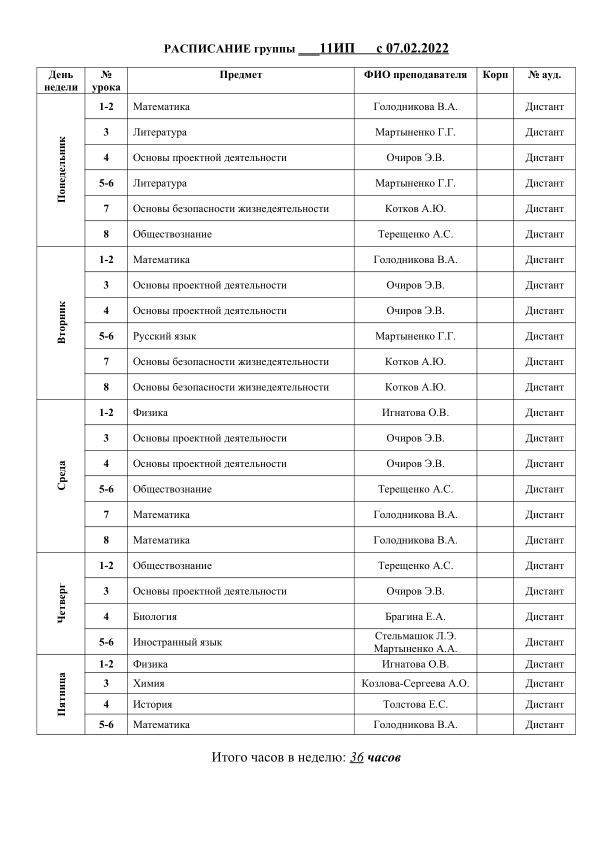 РАСПИСАНИЕ группы ___11ИП___ с 07.02.2022
День недели № урока Предмет ФИО преподавателя Корп № ауд.
Понедельник
1-2 Математика Голодникова В.А. Дистант
3 Литература Мартыненко Г.Г. Дистант
4 Основы проектной деятельности Очиров Э.В. Дистант
5-6 Литература Мартыненко Г.Г. Дистант
7 Основы безопасности жизнедеятельности Котков А.Ю. Дистант
8 Обществознание Терещенко А.С. Дистант
Вторник
1-2 Математика Голодникова В.А. Дистант
3 Основы проектной деятельности Очиров Э.В. Дистант
4 Основы проектной деятельности Очиров Э.В. Дистант
5-6 Русский язык Мартыненко Г.Г. Дистант
7 Основы безопасности жизнедеятельности Котков А.Ю. Дистант
8 Основы безопасности жизнедеятельности Котков А.Ю. Дистант
Среда
1-2 Физика Игнатова О.В. Дистант
3 Основы проектной деятельности Очиров Э.В. Дистант
4 Основы проектной деятельности Очиров Э.В. Дистант
5-6 Обществознание Терещенко А.С. Дистант
7 Математика Голодникова В.А. Дистант
8 Математика Голодникова В.А. Дистант
Четверг
1-2 Обществознание Терещенко А.С. Дистант
3 Основы проектной деятельности Очиров Э.В. Дистант
4 Биология Брагина Е.А. Дистант
5-6 Иностранный язык Стельмашок Л.Э. Мартыненко А.А. Дистант
Пятница
1-2 Физика Игнатова О.В. Дистант
3 Химия Козлова-Сергеева А.О. Дистант
4 История Толстова Е.С. Дистант
5-6 Математика Голодникова В.А. Дистант
Итого часов в неделю: 36 часов